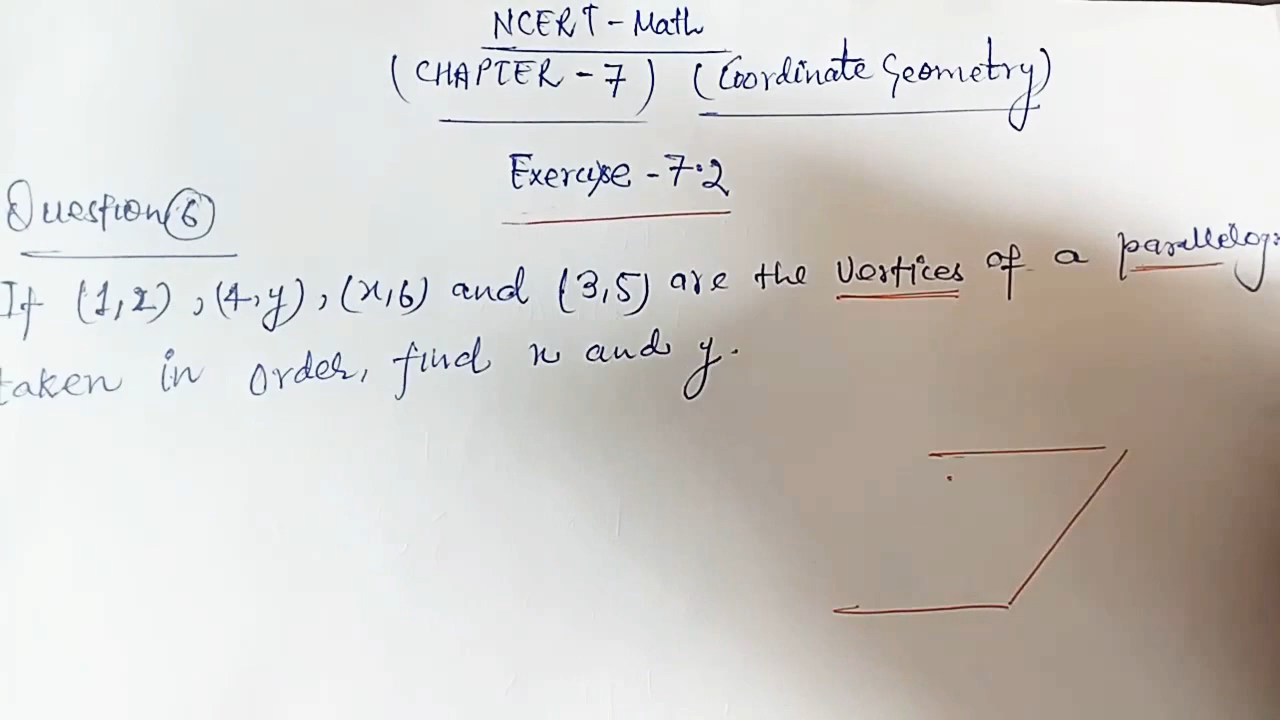 NCERT - Math
(CHAPTER - 7) (Coordinate Geometry)
Exercise - 7.2
Question 6
If (1,2), (4,y), (x,6) and (3,5) are the vertices of a parallelog
taken in order, find x and y.